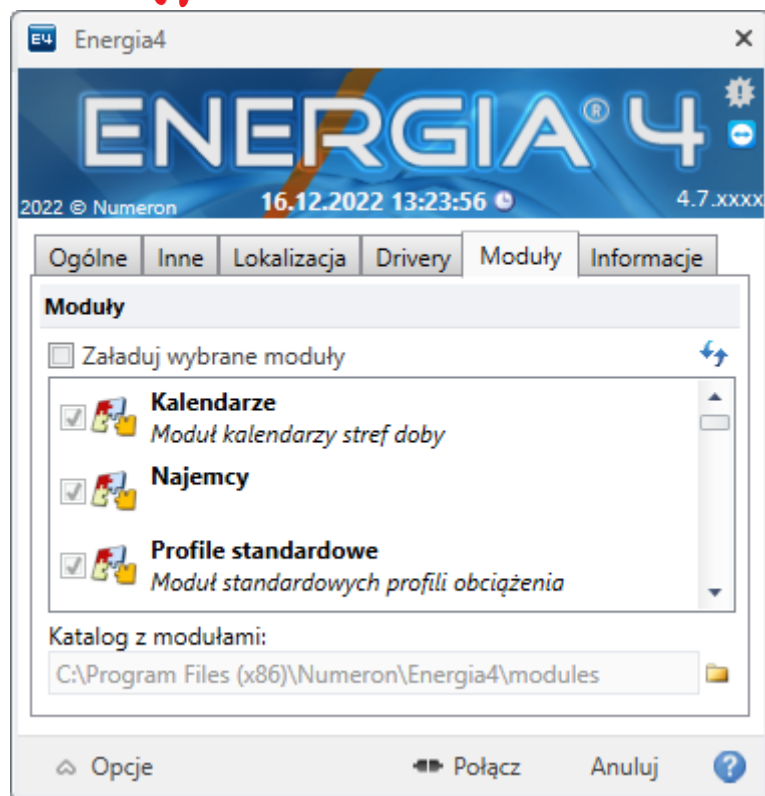 E4 Energia4
ENERGIA® 4
2022 © Numeron 16.12.2022 13:23:56 4.7.xxxx
Ogólne Inne Lokalizacja Drivery Moduły Informacje
Moduły
Załaduj wybrane moduły
Kalendarze
Moduł kalendarzy stref doby
Najemcy
Profile standardowe
Moduł standardowych profili obciążenia
Katalog z modułami:
C:\Program Files (x86)\Numeron\Energia4\modules
Opcje Połącz Anuluj ?